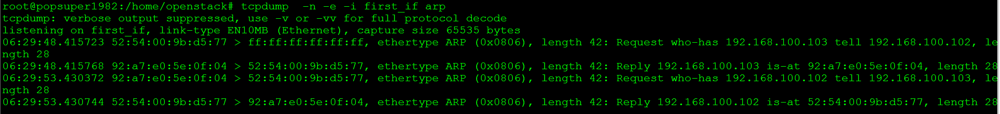 root@popsuper1982:/home/openstack# tcpdump  -n -e -i first_if arp
tcpdump: verbose output suppressed, use -v or -vv for full protocol decode
listening on first_if, link-type EN10MB (Ethernet), capture size 65535 bytes
06:29:48.415723 52:54:00:9b:d5:77 > ff:ff:ff:ff:ff:ff, ethertype ARP (0x0806), length 42: Request who-has 192.168.100.103 tell 192.168.100.102, le
ngth 28
06:29:48.415768 92:a7:e0:5e:0f:04 > 52:54:00:9b:d5:77, ethertype ARP (0x0806), length 42: Reply 192.168.100.103 is-at 92:a7:e0:5e:0f:04, length 28
06:29:53.430372 92:a7:e0:5e:0f:04 > 52:54:00:9b:d5:77, ethertype ARP (0x0806), length 42: Request who-has 192.168.100.102 tell 192.168.100.103, le
ngth 28
06:29:53.430744 52:54:00:9b:d5:77 > 92:a7:e0:5e:0f:04, ethertype ARP (0x0806), length 42: Reply 192.168.100.102 is-at 52:54:00:9b:d5:77, length 28